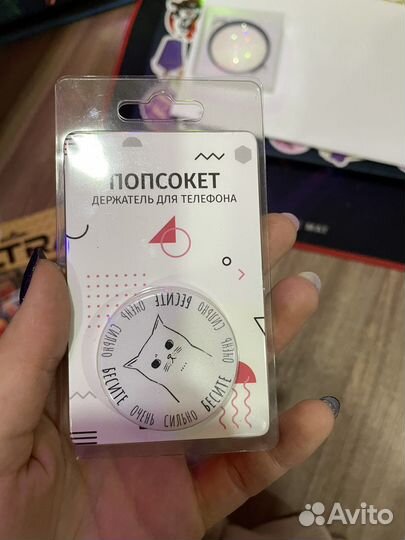 ПОПСОКЕТ
ДЕРЖАТЕЛЬ ДЛЯ ТЕЛЕФОНА
ОЧЕНЬ СИЛЬНО БЕСИТЕ ОЧЕНЬ СИЛЬНО БЕСИТЕ ОЧЕНЬ СИЛЬНО БЕСИТЕ
Avito